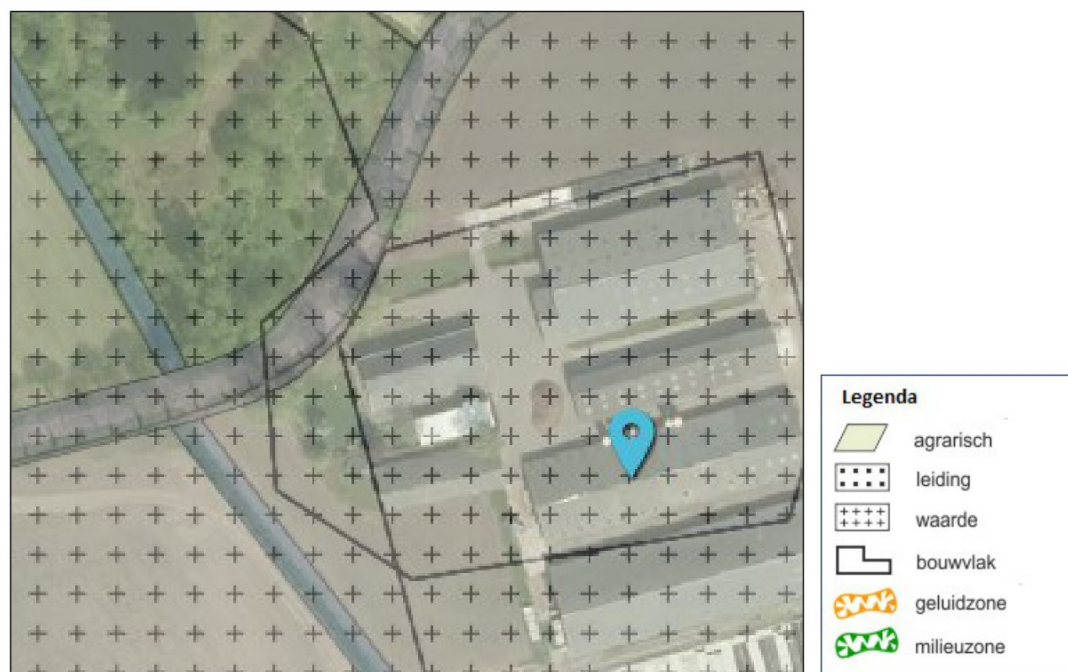 Legenda
agrarisch
leiding
waarde
bouwvlak
geluidzone
milieuzone